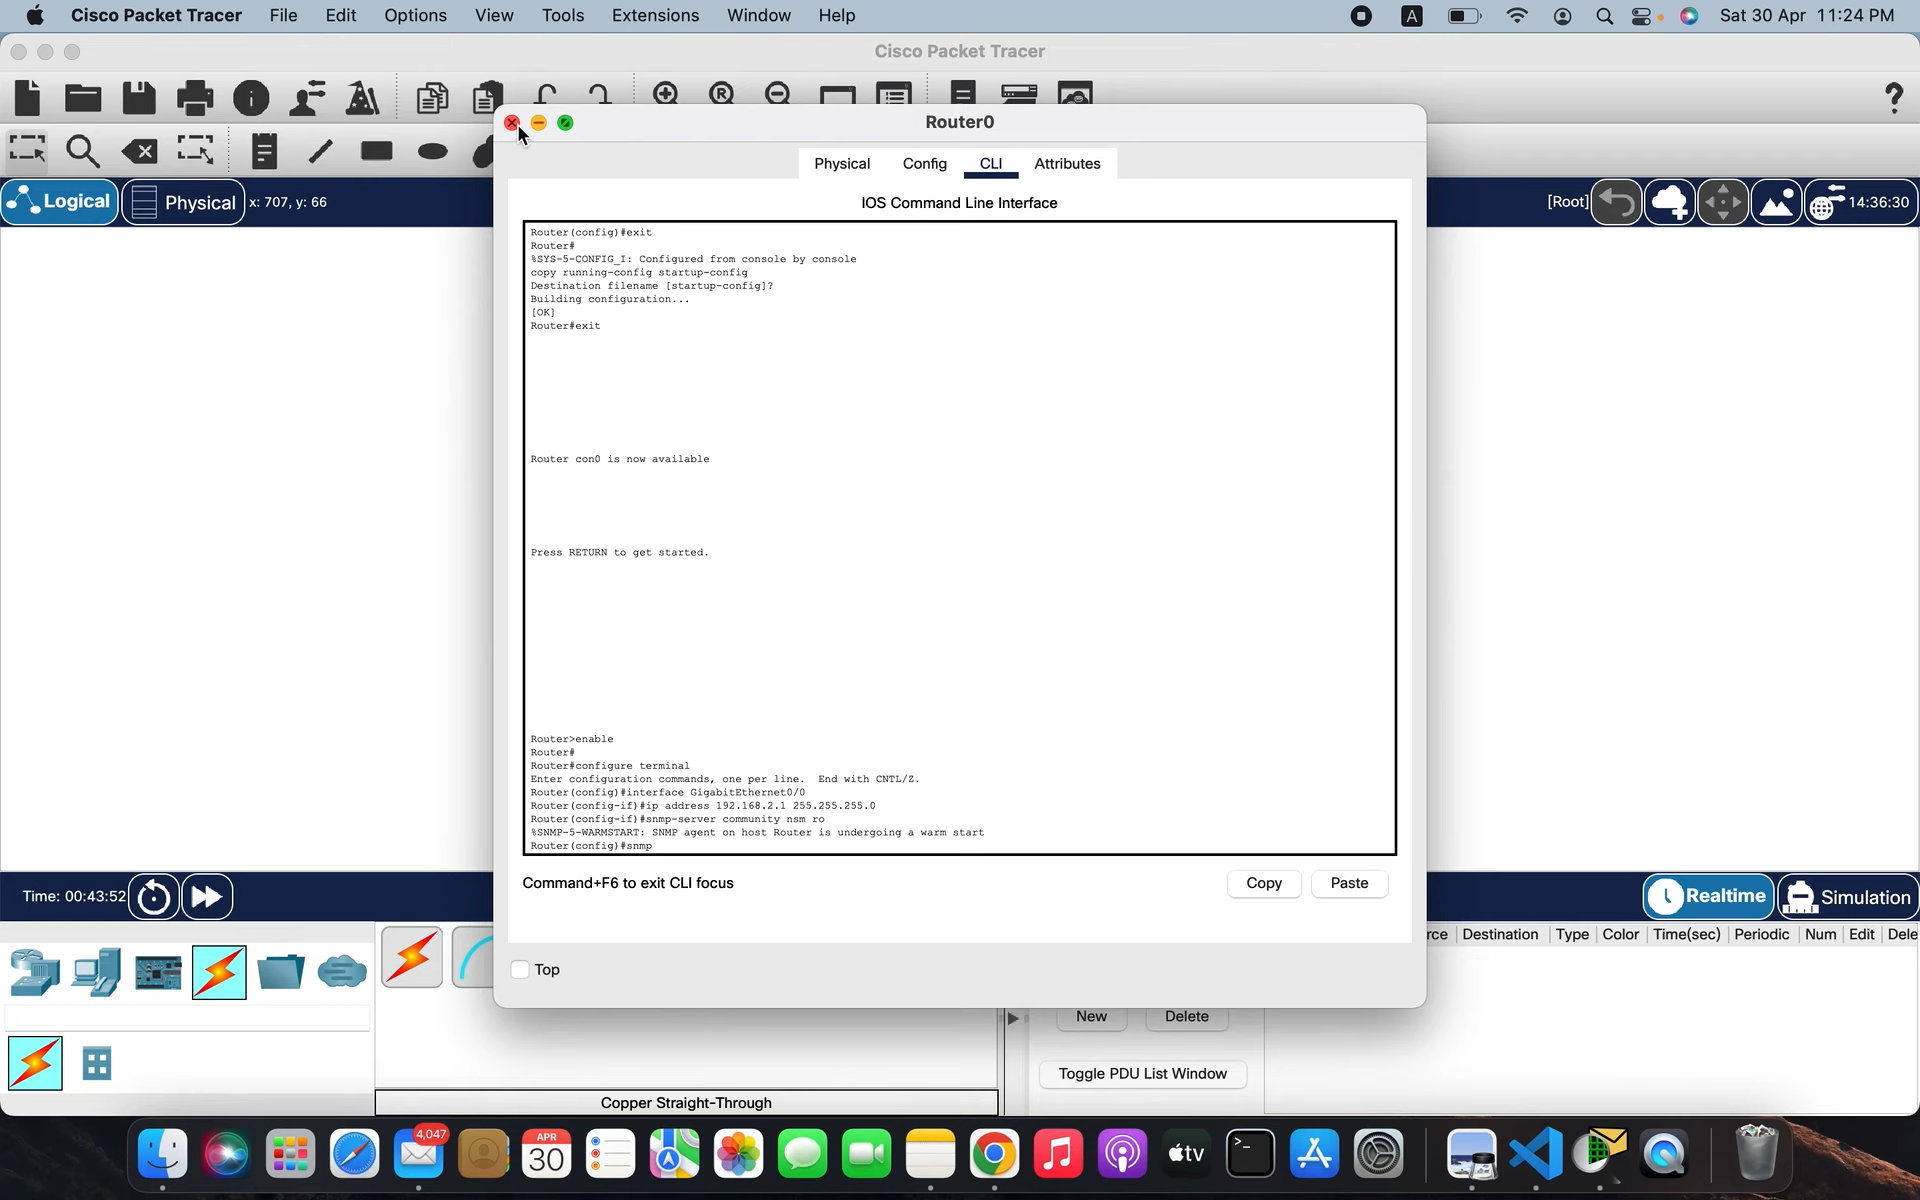 Cisco Packet Tracer File Edit Options View Tools Extensions Window Help A Sat 30 Apr 11:24 PM
Cisco Packet Tracer
Router0
Physical Config CLI Attributes
Logical Physical x: 707, y: 66
[Root] 14:36:30
IOS Command Line Interface
Router(config)#exit
Router#
%SYS-5-CONFIG_I: Configured from console by console
copy running-config startup-config
Destination filename [startup-config]?
Building configuration...
[OK]
Router#exit
Router con0 is now available
Press RETURN to get started.
Router>enable
Router#
Router#configure terminal
Enter configuration commands, one per line.  End with CNTL/Z.
Router(config)#interface GigabitEthernet0/0
Router(config-if)#ip address 192.168.2.1 255.255.255.0
Router(config-if)#snmp-server community nsm ro
%SNMP-5-WARMSTART: SNMP agent on host Router is undergoing a warm start
Router(config)#snmp
Command+F6 to exit CLI focus
Copy Paste
Top
Time: 00:43:52
Realtime Simulation
rce Destination Type Color Time(sec) Periodic Num Edit Dele
New Delete
Toggle PDU List Window
Copper Straight-Through
4,047
APR
30
tv